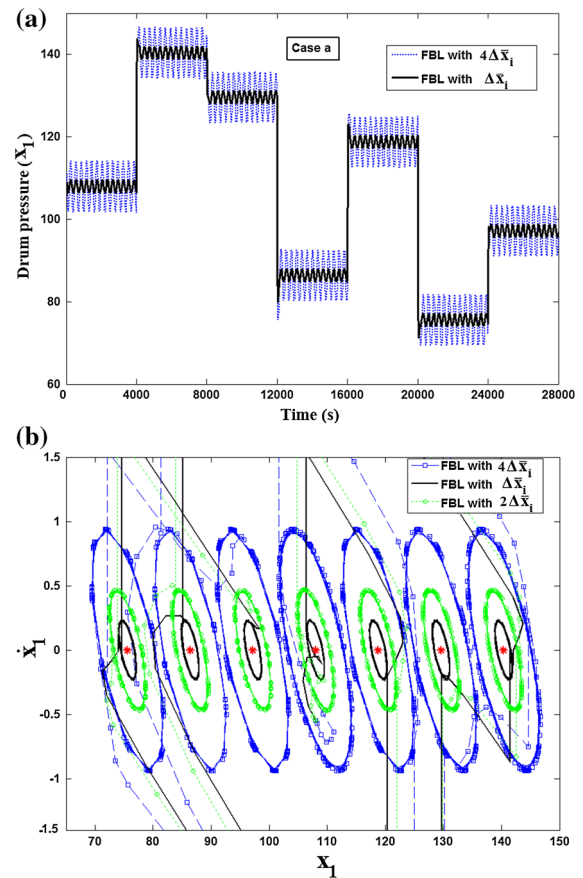 (a)
Case a
FBL with 4Δx̄ᵢ
FBL with Δx̄ᵢ
Drum pressure (x₁)
140
120
100
80
60
0 4000 8000 12000 16000 20000 24000 28000
Time (s)
(b)
FBL with 4Δx̄ᵢ
FBL with Δx̄ᵢ
FBL with 2Δx̄ᵢ
ẋ₁
1.5
1
0.5
0
-0.5
-1
-1.5
70 80 90 100 110 120 130 140 150
x₁